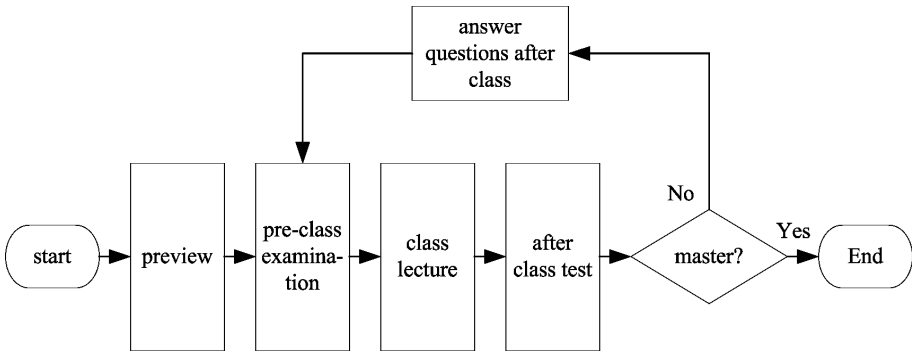 answer
questions after
class
No
Yes
start
preview
pre-class
examina-
tion
class
lecture
after
class test
master?
End